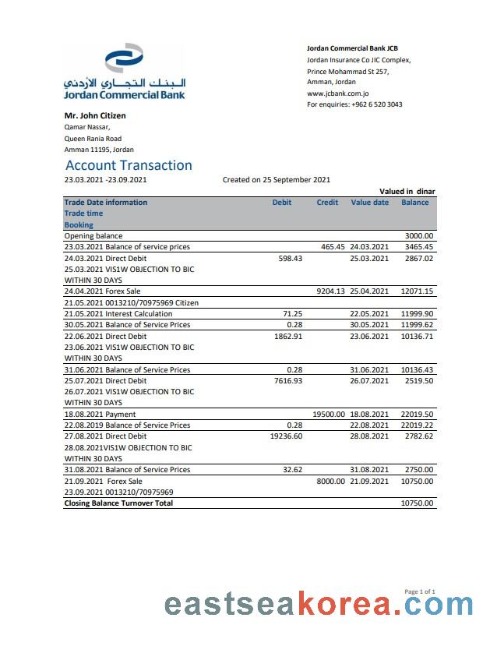 Jordan Commercial Bank JCB
Jordan Insurance Co JIC Complex,
Prince Mohammad St 257,
Amman, Jordan
www.jcbank.com.jo
For enquiries: +962 6 520 3043
البنك التجاري الأردني
Jordan Commercial Bank
Mr. John Citizen
Qamar Nassar,
Queen Rania Road
Amman 11195, Jordan
Account Transaction
23.03.2021 -23.09.2021 Created on 25 September 2021
Valued in dinar
Trade Date information Debit Credit Value date Balance
Trade time
Booking
Opening balance 3000.00
23.03.2021 Balance of service prices 465.45 24.03.2021 3465.45
24.03.2021 Direct Debit 598.43 25.03.2021 2867.02
25.03.2021 VIS1W OBJECTION TO BIC
WITHIN 30 DAYS
24.04.2021 Forex Sale 9204.13 25.04.2021 12071.15
21.05.2021 0013210/70975969 Citizen
21.05.2021 Interest Calculation 71.25 22.05.2021 11999.90
30.05.2021 Balance of Service Prices 0.28 30.05.2021 11999.62
22.06.2021 Direct Debit 1862.91 23.06.2021 10136.71
23.06.2021 VIS1W OBJECTION TO BIC
WITHIN 30 DAYS
31.06.2021 Balance of Service Prices 0.28 31.06.2021 10136.43
25.07.2021 Direct Debit 7616.93 26.07.2021 2519.50
26.07.2021 VIS1W OBJECTION TO BIC
WITHIN 30 DAYS
18.08.2021 Payment 19500.00 18.08.2021 22019.50
22.08.2019 Balance of Service Prices 0.28 22.08.2021 22019.22
27.08.2021 Direct Debit 19236.60 28.08.2021 2782.62
28.08.2021VIS1W OBJECTION TO BIC
WITHIN 30 DAYS
31.08.2021 Balance of Service Prices 32.62 31.08.2021 2750.00
21.09.2021 Forex Sale 8000.00 21.09.2021 10750.00
23.09.2021 0013210/70975969
Closing Balance Turnover Total 10750.00
Page 1 of 1
eastseakorea.com